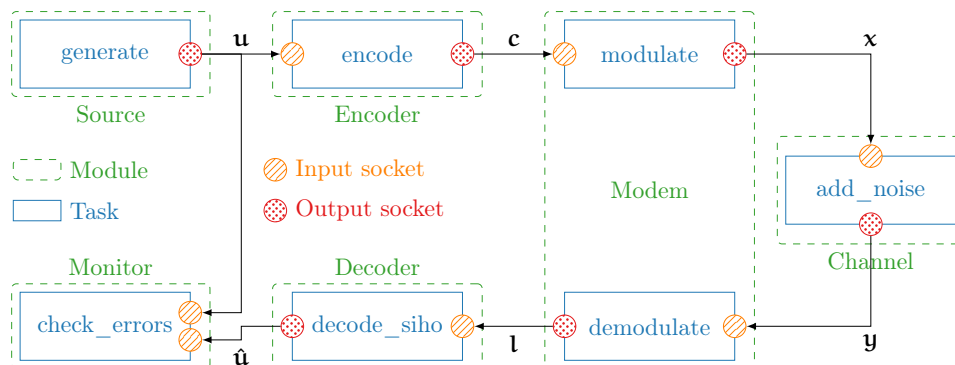 generate
u
encode
c
modulate
x
Source
Encoder
Module
Input socket
Modem
add_noise
Task
Output socket
Channel
Monitor
Decoder
check_errors
û
decode_siho
l
demodulate
y